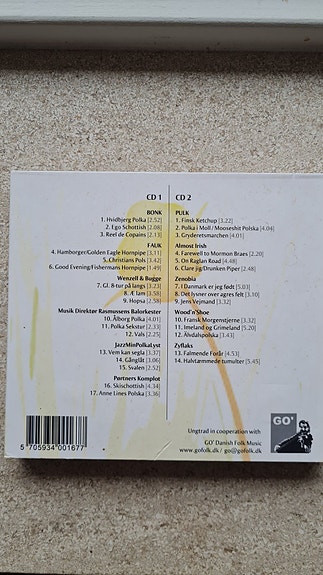 CD 1
BONK
1. Hvidbjerg Polka [2.52]
2. Ego Schottish [2.08]
3. Reel de Copains [2.13]
FAUK
4. Hamborger/Golden Eagle Hornpipe [3.11]
5. Christians Polka [3.42]
6. Good Evening/Fishermans Hornpipe [1.49]
Wenzell & Bugge
7. Gl. 8 tur på langs [3.23]
8. Æ lam [3.58]
9. Hopsa [2.58]
Musik Direktør Rasmussens Balorkester
10. Ålborg Polka [4.01]
11. Polka Sekstur [2.33]
12. Vals [2.25]
JazzMinPolkaLyst
13. Vem kan segla [3.37]
14. Gånglåt [3.06]
15. Svalen [2.52]
Partners Komplot
16. Skischottish [4.34]
17. Anne Lines Polska [3.36]
CD 2
PULK
1. Finsk Ketchup [3.22]
2. Polka i Moll / Mooseshit Polska [4.04]
3. Gryderetsmarchen [4.01]
Almost Irish
4. Farewell to Mormon Braes [2.20]
5. On Raglan Road [4.48]
6. Clare jig/Drunken Piper [2.48]
Zenobia
7. I Danmark er jeg født [5.03]
8. Det lysner over agres felt [3.10]
9. Jens Vejmand [3.32]
Wood'n'Shoe
10. Fransk Morgenstjerne [3.32]
11. Imeland og Grimeland [5.20]
12. Älvdalspolska [3.43]
Zyflaks
13. Falmende Forår [4.53]
14. Halvtæmmede tumulter [5.45]
Ungtrad in cooperation with
GO' Danish Folk Music
www.gofolk.dk / go@gofolk.dk
GO'
5 705934 001677